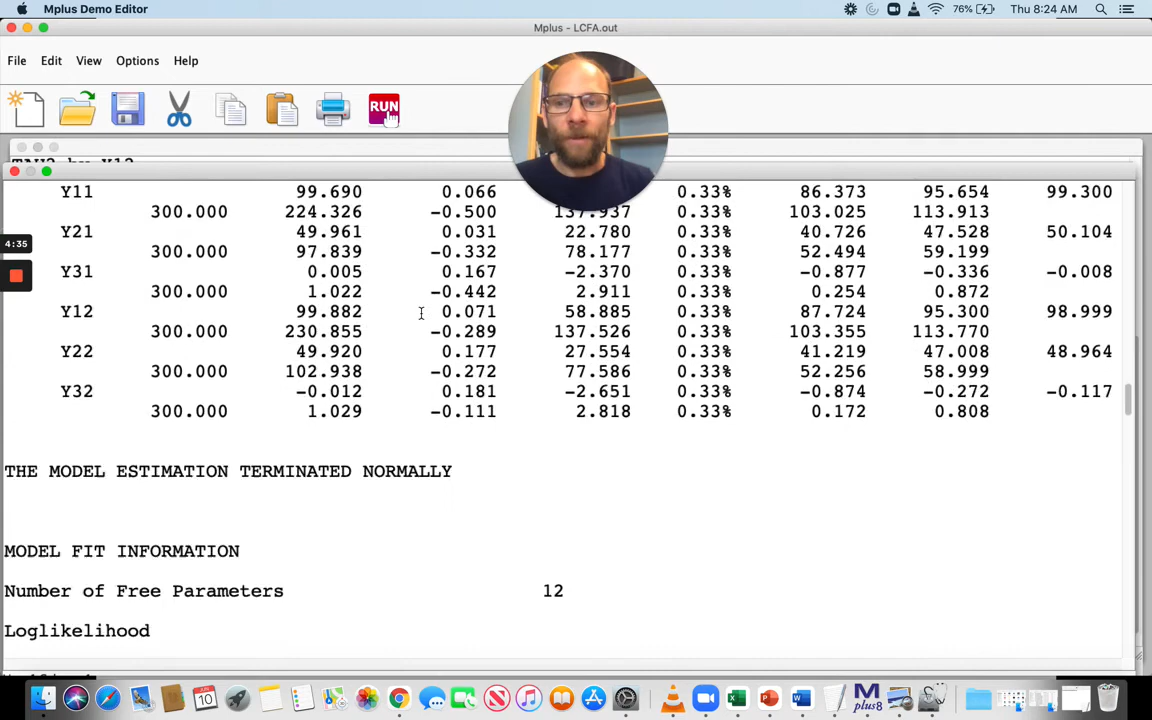 Mplus Demo Editor 76% Thu 8:24 AM
Mplus - LCFA.out
File Edit View Options Help
RUN
Y11 99.690 0.066 0.33% 86.373 95.654 99.300
300.000 224.326 -0.500 137.937 0.33% 103.025 113.913
Y21 49.961 0.031 22.780 0.33% 40.726 47.528 50.104
300.000 97.839 -0.332 78.177 0.33% 52.494 59.199
Y31 0.005 0.167 -2.370 0.33% -0.877 -0.336 -0.008
300.000 1.022 -0.442 2.911 0.33% 0.254 0.872
Y12 99.882 0.071 58.885 0.33% 87.724 95.300 98.999
300.000 230.855 -0.289 137.526 0.33% 103.355 113.770
Y22 49.920 0.177 27.554 0.33% 41.219 47.008 48.964
300.000 102.938 -0.272 77.586 0.33% 52.256 58.999
Y32 -0.012 0.181 -2.651 0.33% -0.874 -0.272 -0.117
300.000 1.029 -0.111 2.818 0.33% 0.172 0.808
4:35
THE MODEL ESTIMATION TERMINATED NORMALLY
MODEL FIT INFORMATION
Number of Free Parameters 12
Loglikelihood
JUN
10
M
plus8